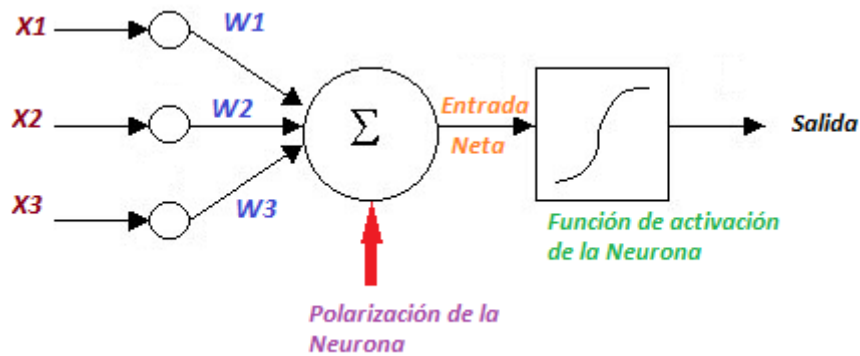 X1
W1
X2
W2
X3
W3
Σ
Entrada
Neta
Salida
Función de activación
de la Neurona
Polarización de la
Neurona